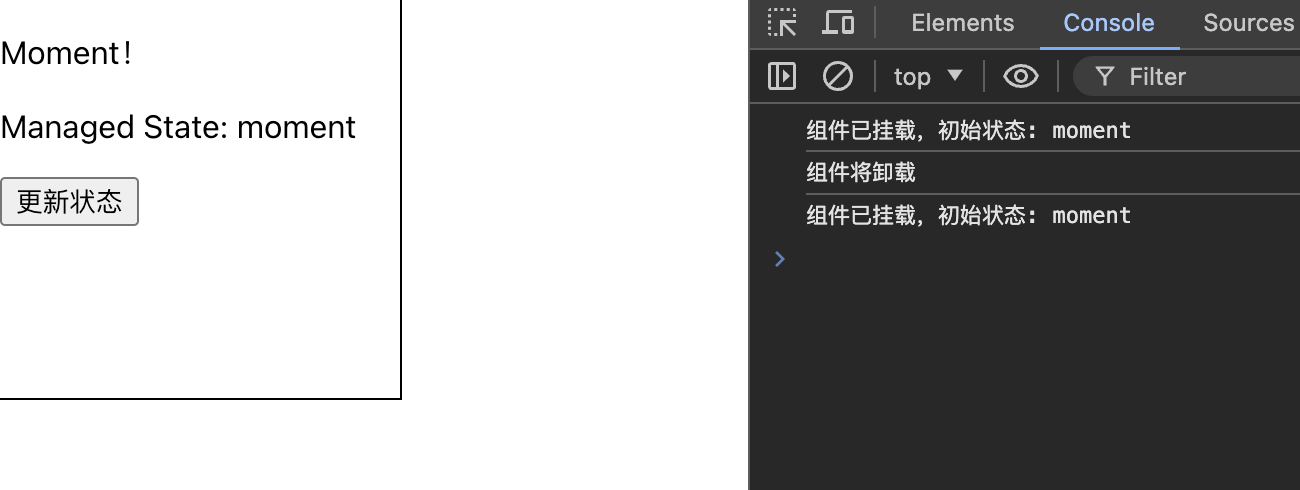 Moment！
Managed State: moment
更新状态
Elements Console Sources
top Filter
组件已挂载，初始状态: moment
组件将卸载
组件已挂载，初始状态: moment